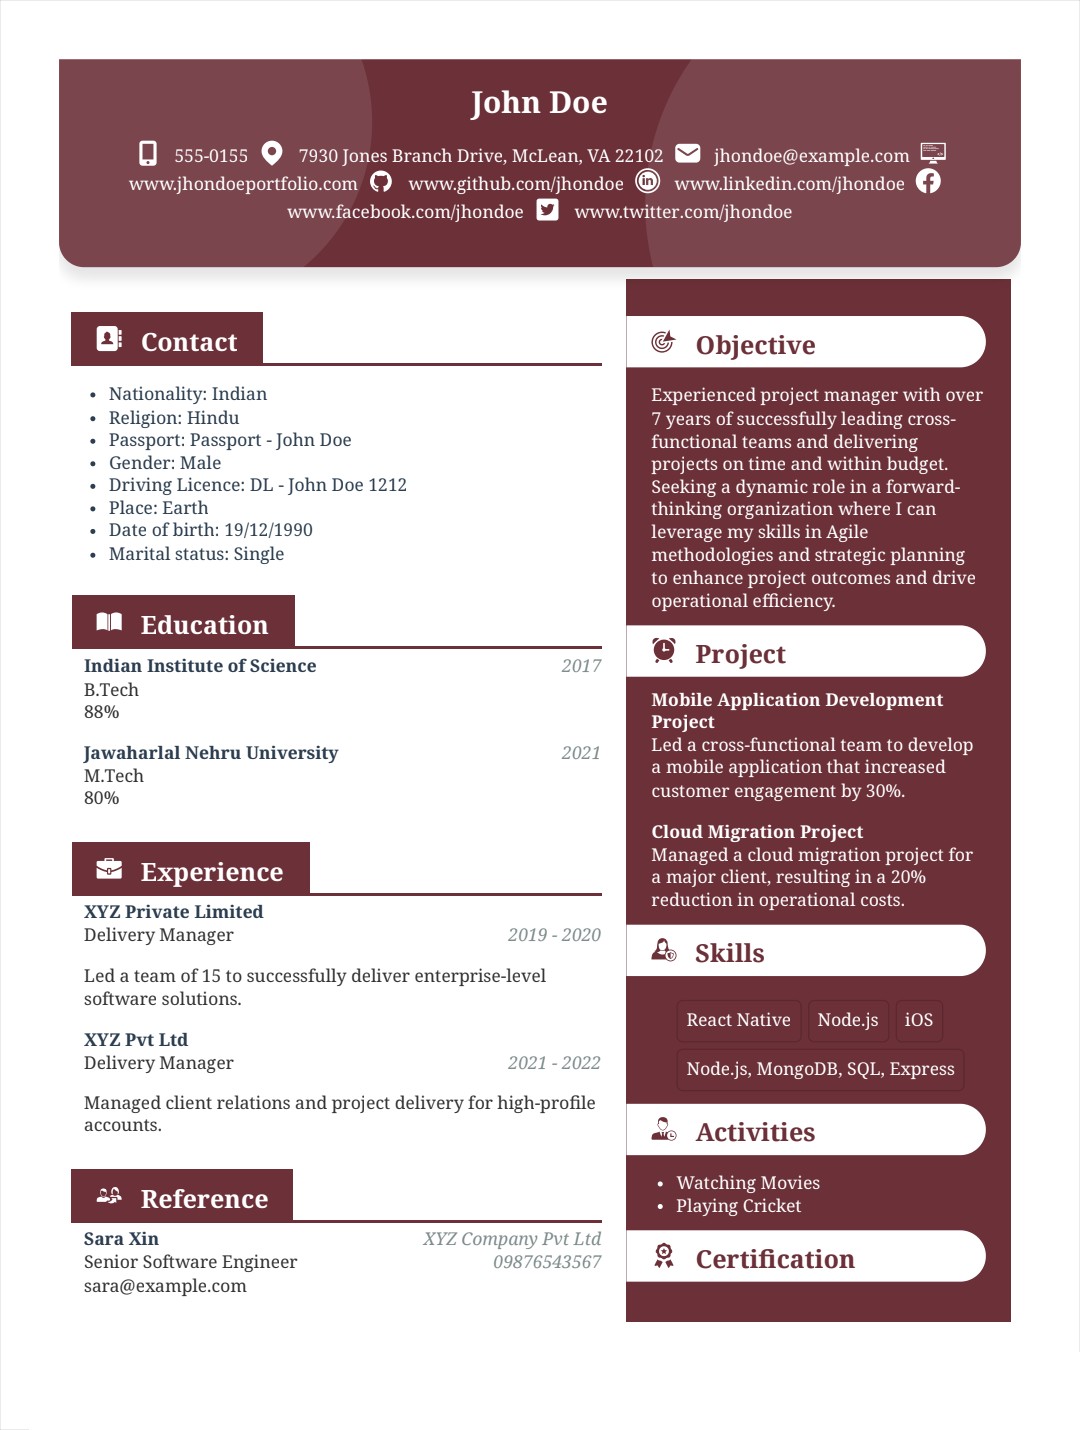 John Doe
555-0155 7930 Jones Branch Drive, McLean, VA 22102 jhondoe@example.com
www.jhondoeportfolio.com www.github.com/jhondoe www.linkedin.com/jhondoe
www.facebook.com/jhondoe www.twitter.com/jhondoe
Contact
• Nationality: Indian
• Religion: Hindu
• Passport: Passport - John Doe
• Gender: Male
• Driving Licence: DL - John Doe 1212
• Place: Earth
• Date of birth: 19/12/1990
• Marital status: Single
Education
Indian Institute of Science 2017
B.Tech
88%
Jawaharlal Nehru University 2021
M.Tech
80%
Experience
XYZ Private Limited
Delivery Manager 2019 - 2020
Led a team of 15 to successfully deliver enterprise-level
software solutions.
XYZ Pvt Ltd
Delivery Manager 2021 - 2022
Managed client relations and project delivery for high-profile
accounts.
Reference
Sara Xin XYZ Company Pvt Ltd
Senior Software Engineer 09876543567
sara@example.com
Objective
Experienced project manager with over
7 years of successfully leading cross-
functional teams and delivering
projects on time and within budget.
Seeking a dynamic role in a forward-
thinking organization where I can
leverage my skills in Agile
methodologies and strategic planning
to enhance project outcomes and drive
operational efficiency.
Project
Mobile Application Development
Project
Led a cross-functional team to develop
a mobile application that increased
customer engagement by 30%.
Cloud Migration Project
Managed a cloud migration project for
a major client, resulting in a 20%
reduction in operational costs.
Skills
React Native Node.js iOS
Node.js, MongoDB, SQL, Express
Activities
• Watching Movies
• Playing Cricket
Certification